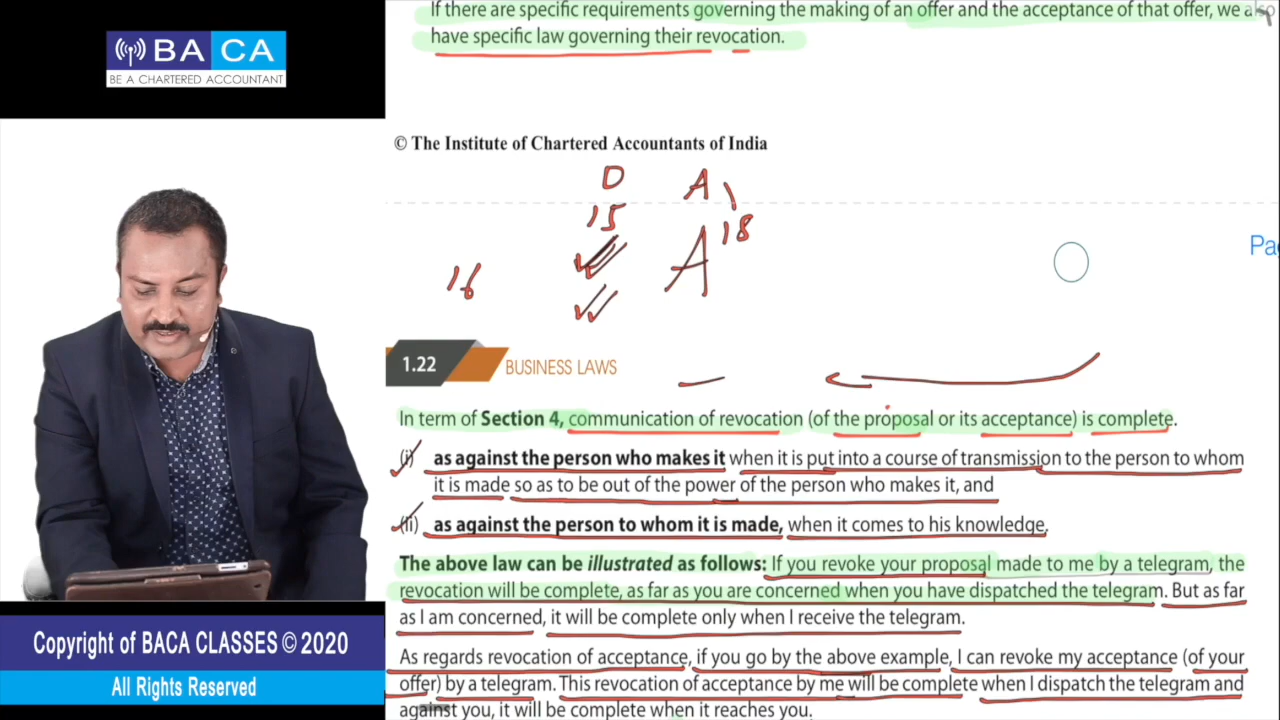 If there are specific requirements governing the making of an offer and the acceptance of that offer, we also
have specific law governing their revocation.
BACA
BE A CHARTERED ACCOUNTANT
© The Institute of Chartered Accountants of India
D A
15 18
A
16
Pag
1.22 BUSINESS LAWS
In term of Section 4, communication of revocation (of the proposal or its acceptance) is complete.
(i) as against the person who makes it when it is put into a course of transmission to the person to whom
it is made so as to be out of the power of the person who makes it, and
(ii) as against the person to whom it is made, when it comes to his knowledge.
The above law can be illustrated as follows: If you revoke your proposal made to me by a telegram, the
revocation will be complete, as far as you are concerned when you have dispatched the telegram. But as far
as I am concerned, it will be complete only when I receive the telegram.
As regards revocation of acceptance, if you go by the above example, I can revoke my acceptance (of your
offer) by a telegram. This revocation of acceptance by me will be complete when I dispatch the telegram and
against you, it will be complete when it reaches you.
Copyright of BACA CLASSES © 2020
All Rights Reserved